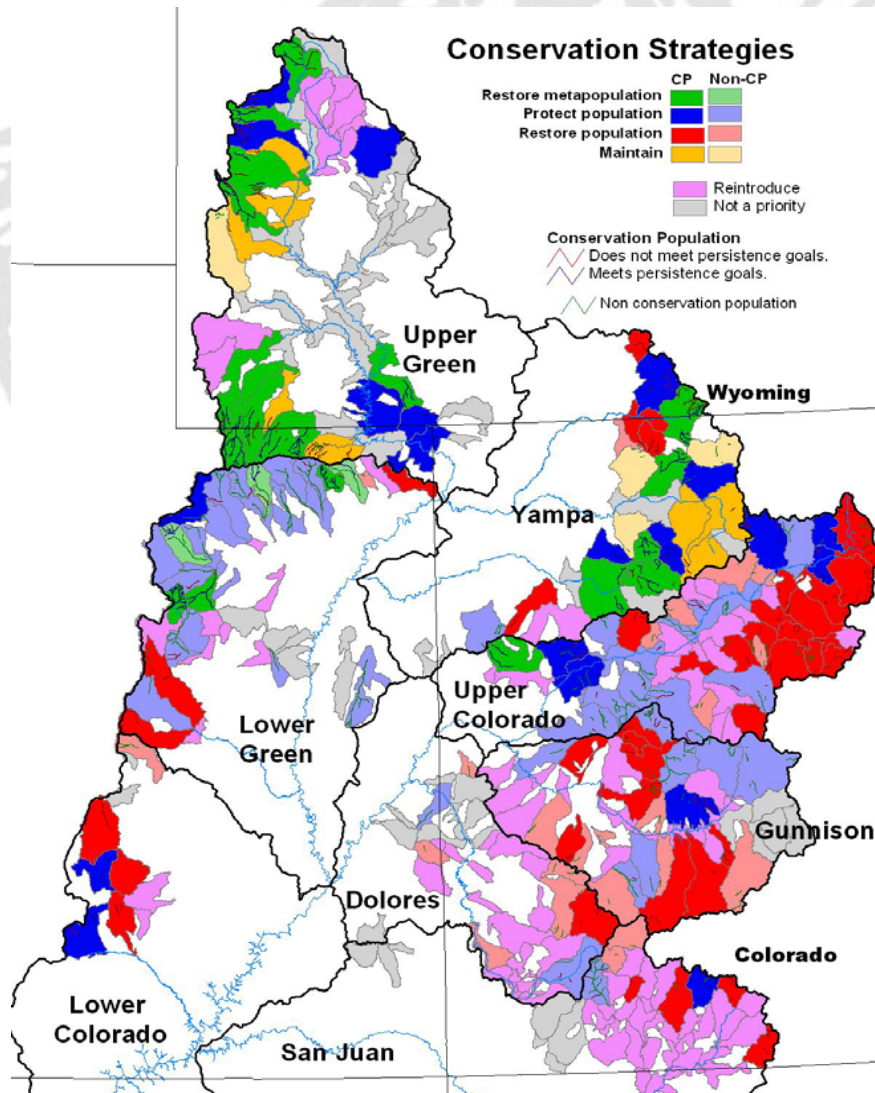 Conservation Strategies
CP Non-CP
Restore metapopulation
Protect population
Restore population
Maintain
Reintroduce
Not a priority
Conservation Population
Does not meet persistence goals.
Meets persistence goals.
Non conservation population
Upper
Green
Wyoming
Yampa
Upper
Colorado
Lower
Green
Gunnison
Dolores
Colorado
Lower
Colorado
San Juan